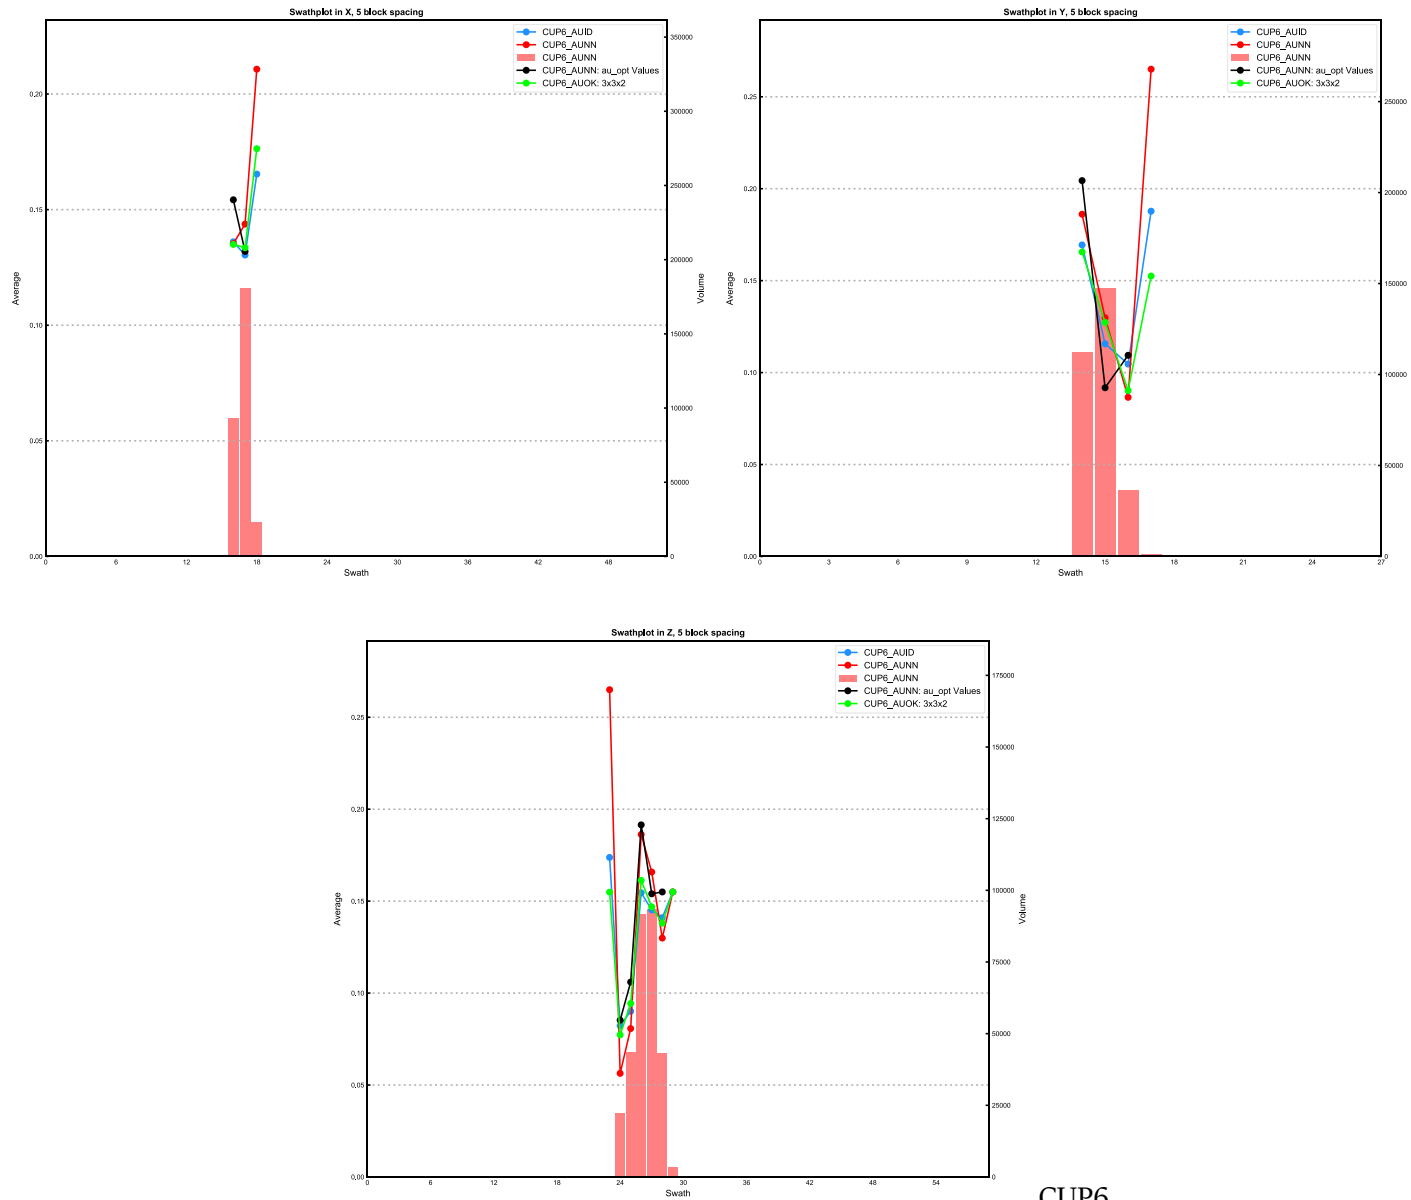 Swathplot in X, 5 block spacing
CUP6_AUID
CUP6_AUNN
CUP6_AUNN
CUP6_AUNN: au_opt Values
CUP6_AUOK: 3x3x2
0.20
0.15
0.10
0.05
0.00
Average
350000
300000
250000
200000
150000
100000
50000
0
Volume
0 6 12 18 24 30 36 42 48
Swath
Swathplot in Y, 5 block spacing
CUP6_AUID
CUP6_AUNN
CUP6_AUNN
CUP6_AUNN: au_opt Values
CUP6_AUOK: 3x3x2
0.25
0.20
0.15
0.10
0.05
0.00
Average
250000
200000
150000
100000
50000
0
0 3 6 9 12 15 18 21 24 27
Swath
Swathplot in Z, 5 block spacing
CUP6_AUID
CUP6_AUNN
CUP6_AUNN
CUP6_AUNN: au_opt Values
CUP6_AUOK: 3x3x2
0.25
0.20
0.15
0.10
0.05
0.00
Average
175000
150000
125000
100000
75000
50000
25000
0
Volume
0 6 12 18 24 30 36 42 48 54
Swath
CUP6